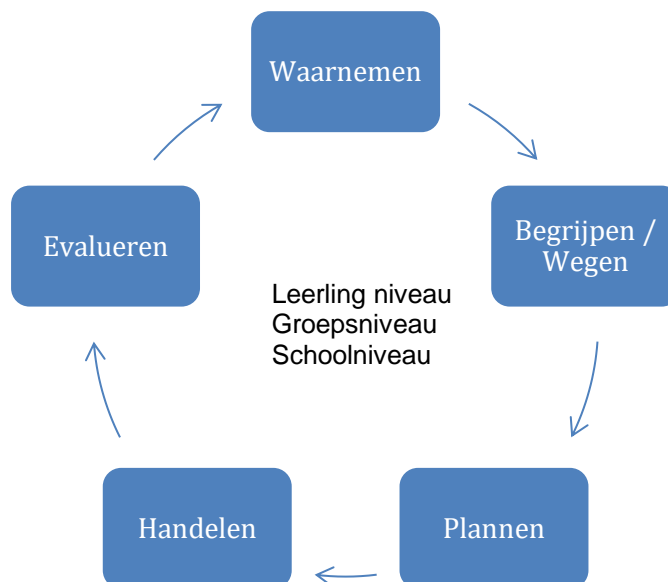 Waarnemen
Begrijpen /
Wegen
Plannen
Handelen
Evalueren
Leerling niveau
Groepsniveau
Schoolniveau